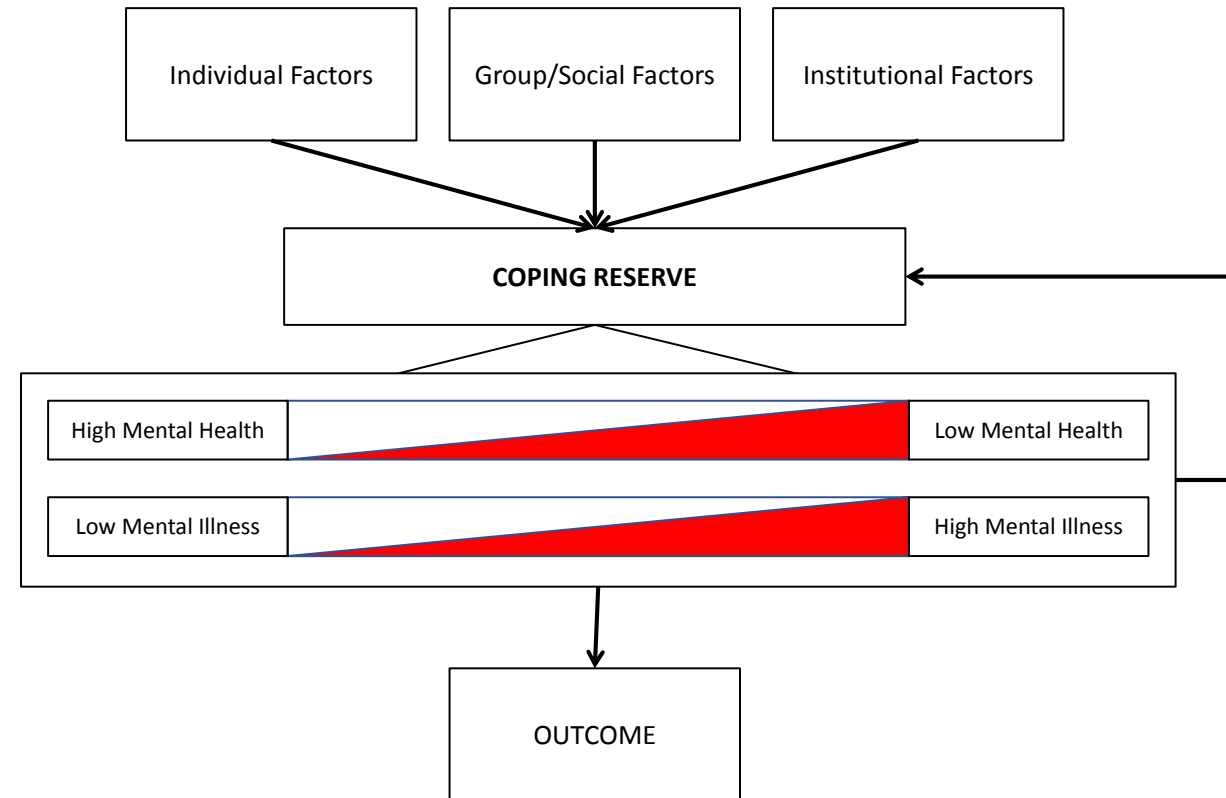 Individual Factors
Group/Social Factors
Institutional Factors
COPING RESERVE
High Mental Health
Low Mental Health
Low Mental Illness
High Mental Illness
OUTCOME